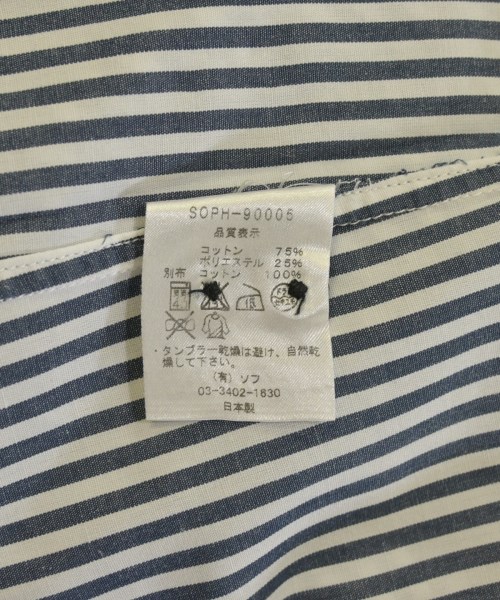 SOPH-90005
品質表示
コットン 75%
ポリエステル 25%
別布 コットン 100%
・タンブラー乾燥は避け、自然乾
燥して下さい。
(有)ソフ
03-3402-1630
日本製